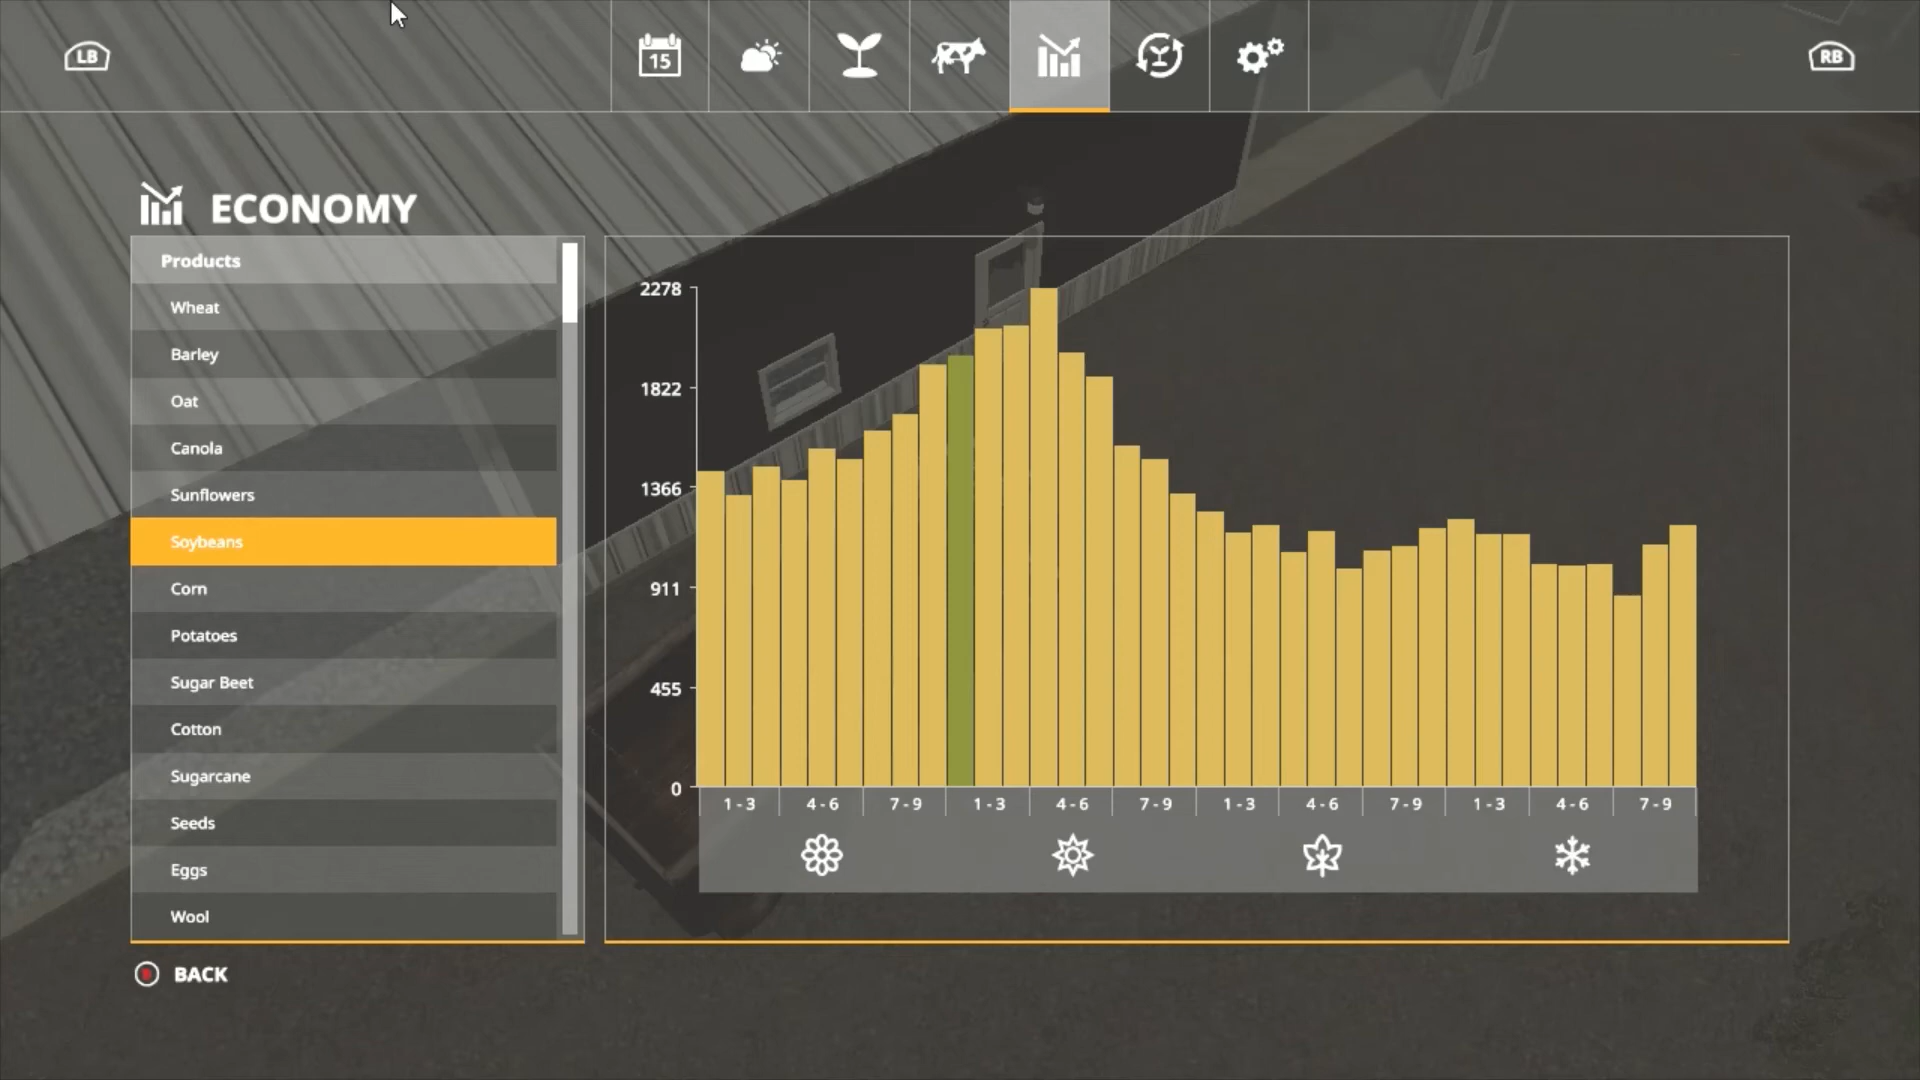 LB
15
RB
ECONOMY
Products
Wheat
Barley
Oat
Canola
Sunflowers
Soybeans
Corn
Potatoes
Sugar Beet
Cotton
Sugarcane
Seeds
Eggs
Wool
2278
1822
1366
911
455
0
1 - 3 4 - 6 7 - 9 1 - 3 4 - 6 7 - 9 1 - 3 4 - 6 7 - 9 1 - 3 4 - 6 7 - 9
BACK